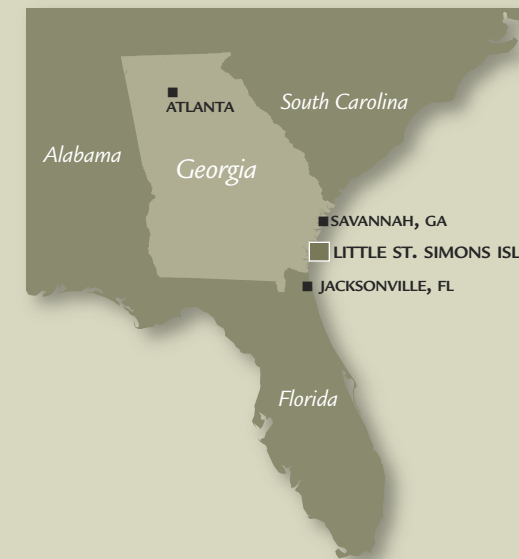 South Carolina
ATLANTA
Alabama
Georgia
SAVANNAH, GA
LITTLE ST. SIMONS ISL
JACKSONVILLE, FL
Florida